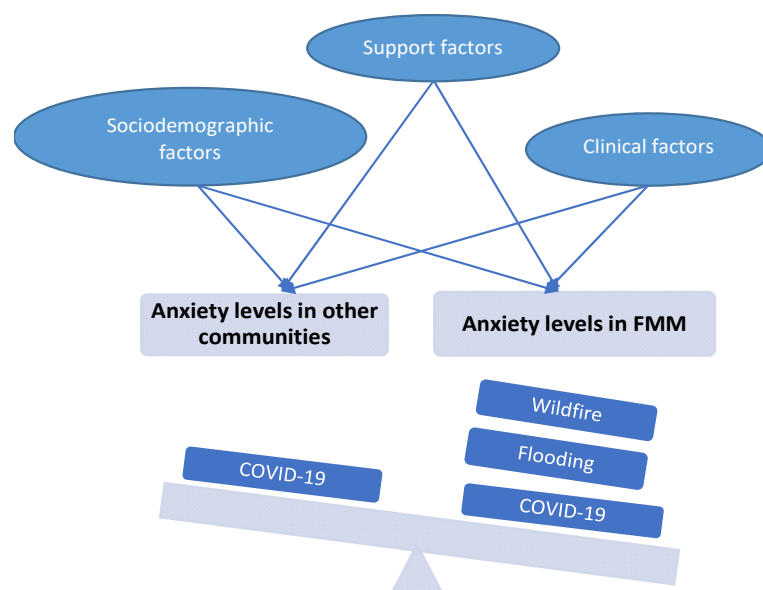 Support factors
Sociodemographic
factors
Clinical factors
Anxiety levels in other
communities
Anxiety levels in FMM
Wildfire
Flooding
COVID-19
COVID-19